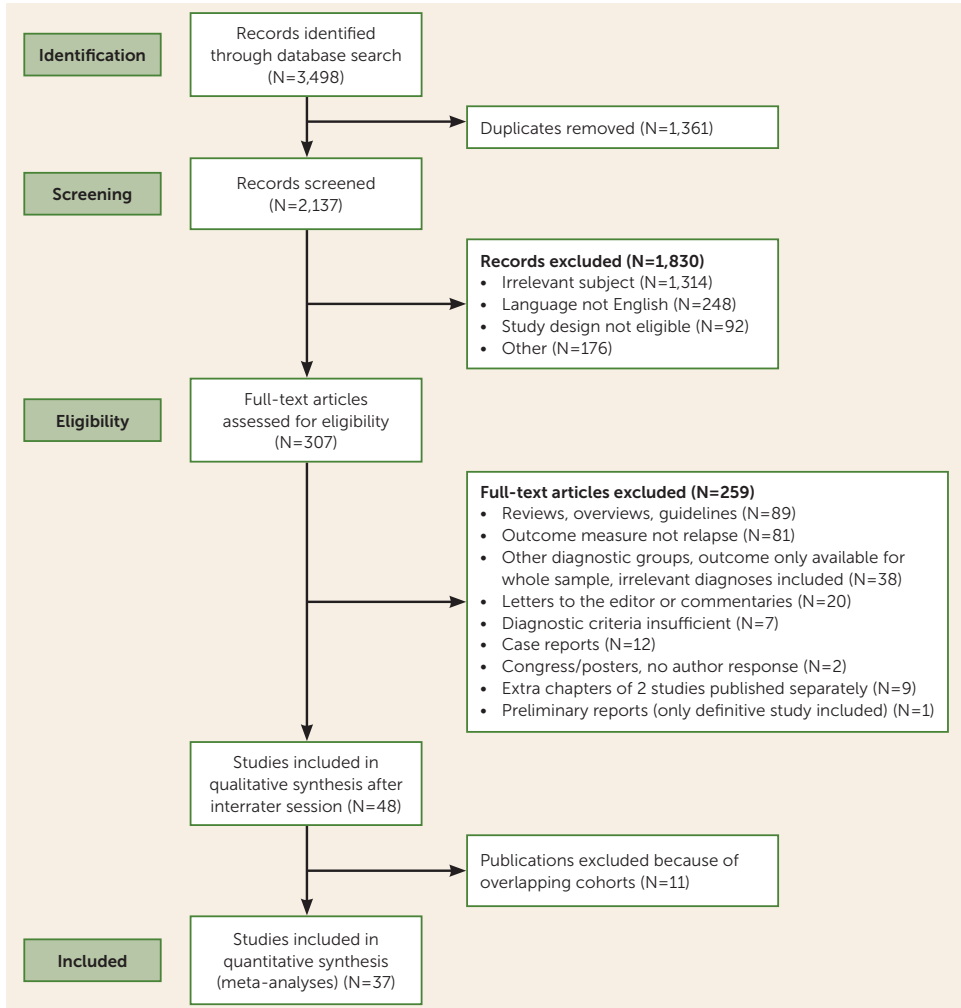 Identification
Records identified
through database search
(N=3,498)
Duplicates removed (N=1,361)
Screening
Records screened
(N=2,137)
Records excluded (N=1,830)
• Irrelevant subject (N=1,314)
• Language not English (N=248)
• Study design not eligible (N=92)
• Other (N=176)
Eligibility
Full-text articles
assessed for eligibility
(N=307)
Full-text articles excluded (N=259)
• Reviews, overviews, guidelines (N=89)
• Outcome measure not relapse (N=81)
• Other diagnostic groups, outcome only available for
whole sample, irrelevant diagnoses included (N=38)
• Letters to the editor or commentaries (N=20)
• Diagnostic criteria insufficient (N=7)
• Case reports (N=12)
• Congress/posters, no author response (N=2)
• Extra chapters of 2 studies published separately (N=9)
• Preliminary reports (only definitive study included) (N=1)
Studies included in
qualitative synthesis after
interrater session (N=48)
Publications excluded because of
overlapping cohorts (N=11)
Included
Studies included in
quantitative synthesis
(meta-analyses) (N=37)